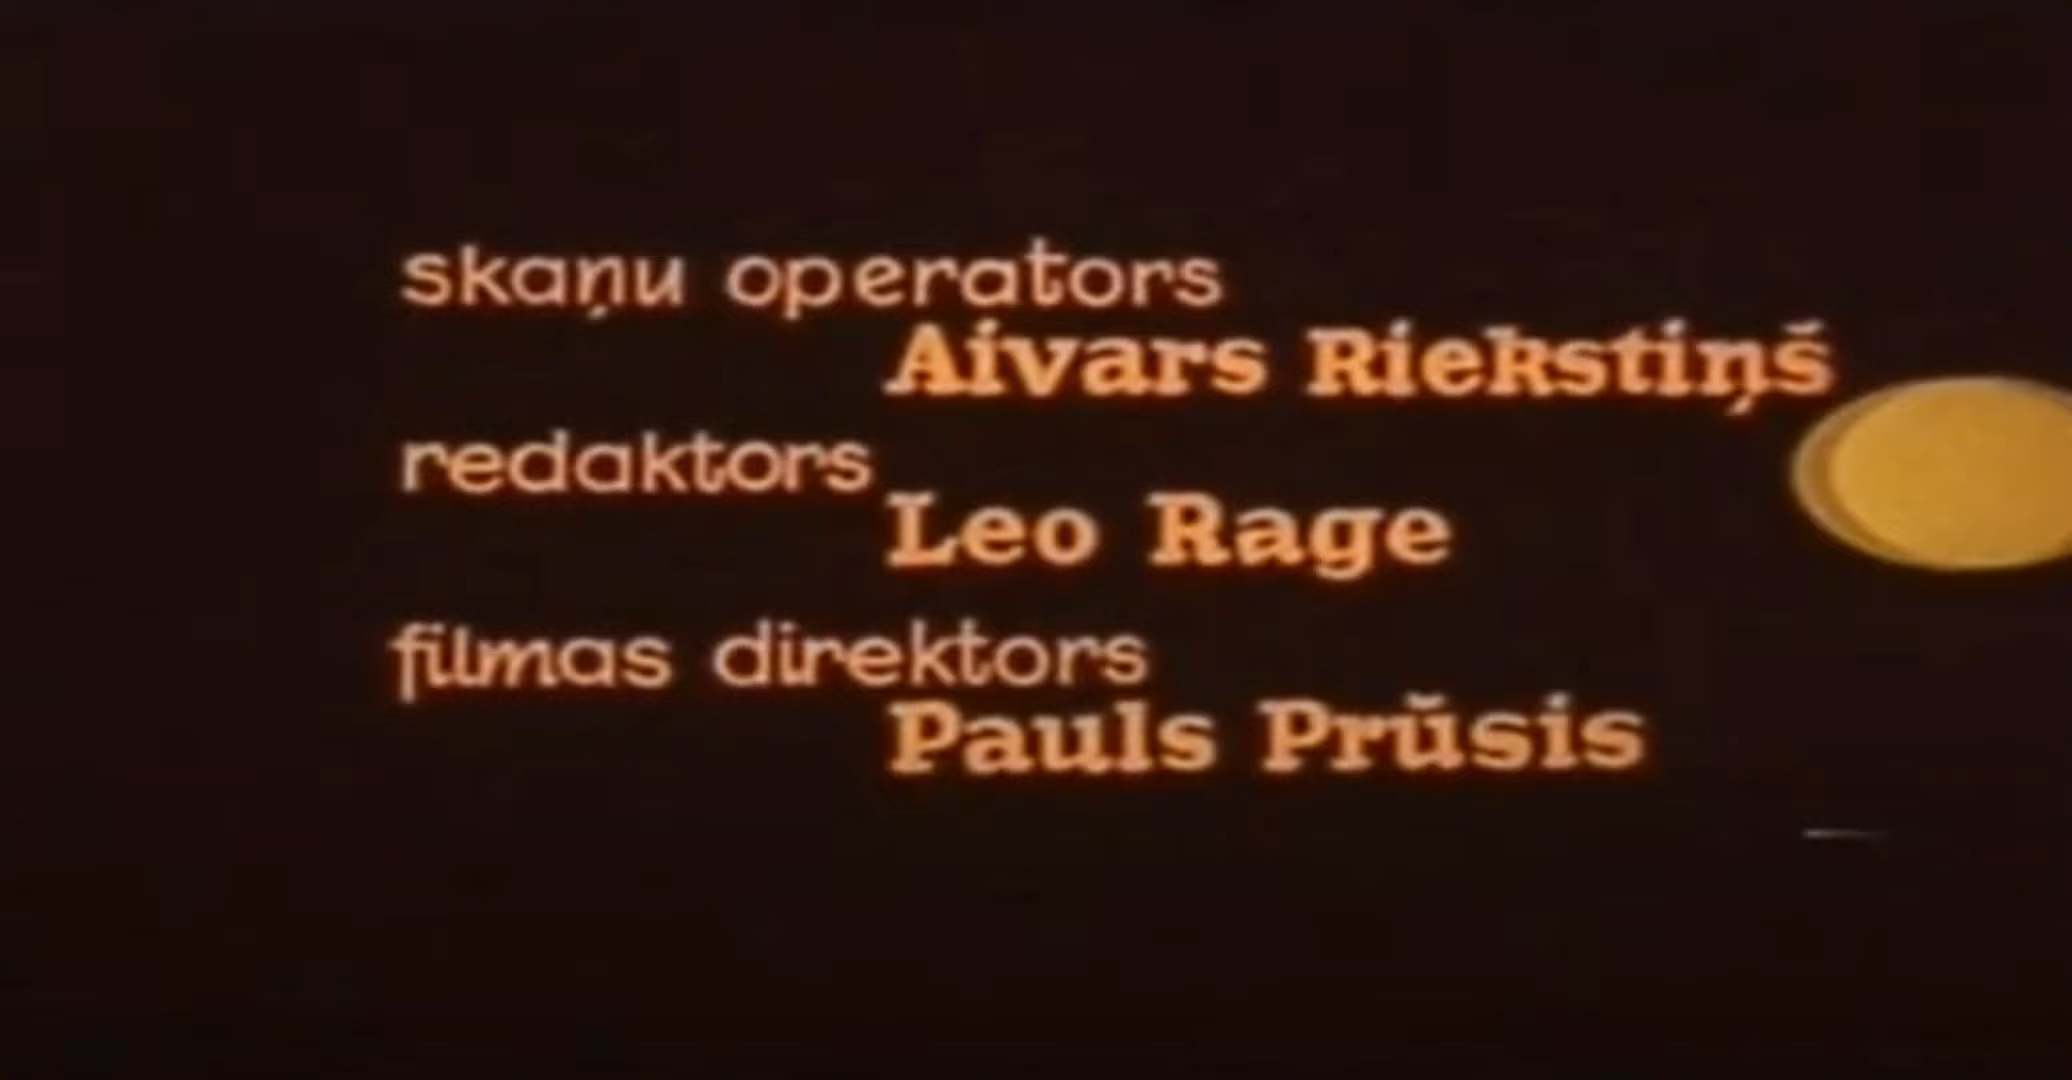 skaņu operators
Aivars Riekstiņš
redaktors
Leo Rage
filmas direktors
Pauls Prūsis